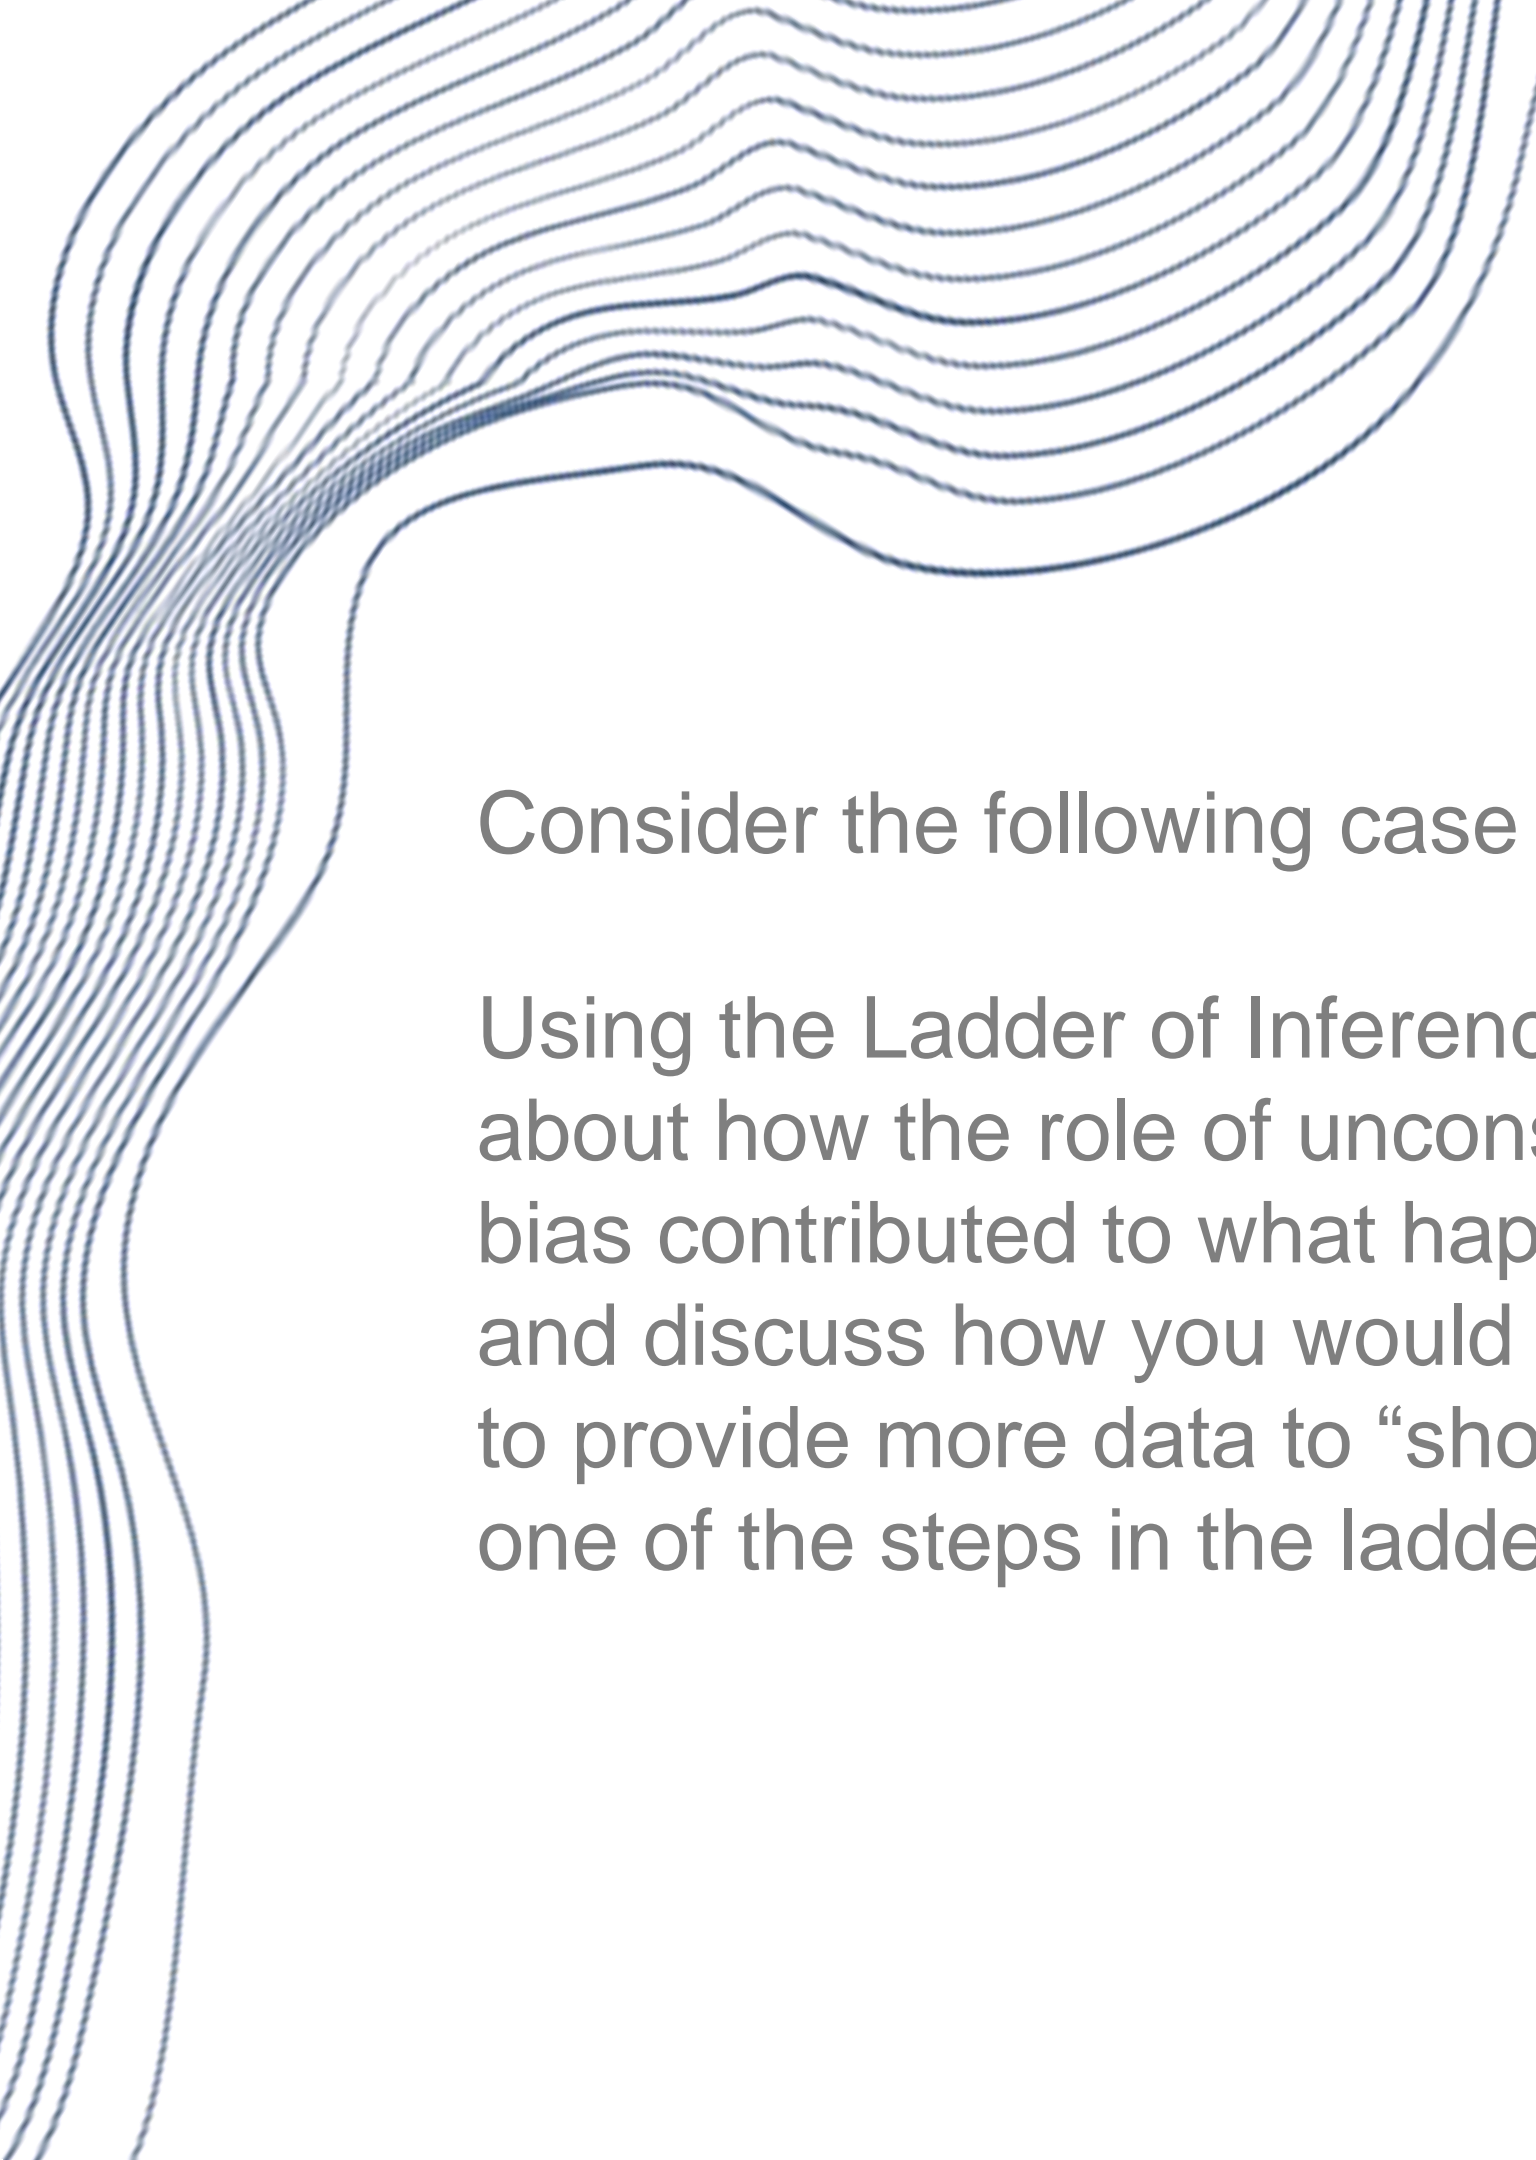 Consider the following case
Using the Ladder of Inferenc
about how the role of uncons
bias contributed to what hap
and discuss how you would
to provide more data to “sho
one of the steps in the ladde